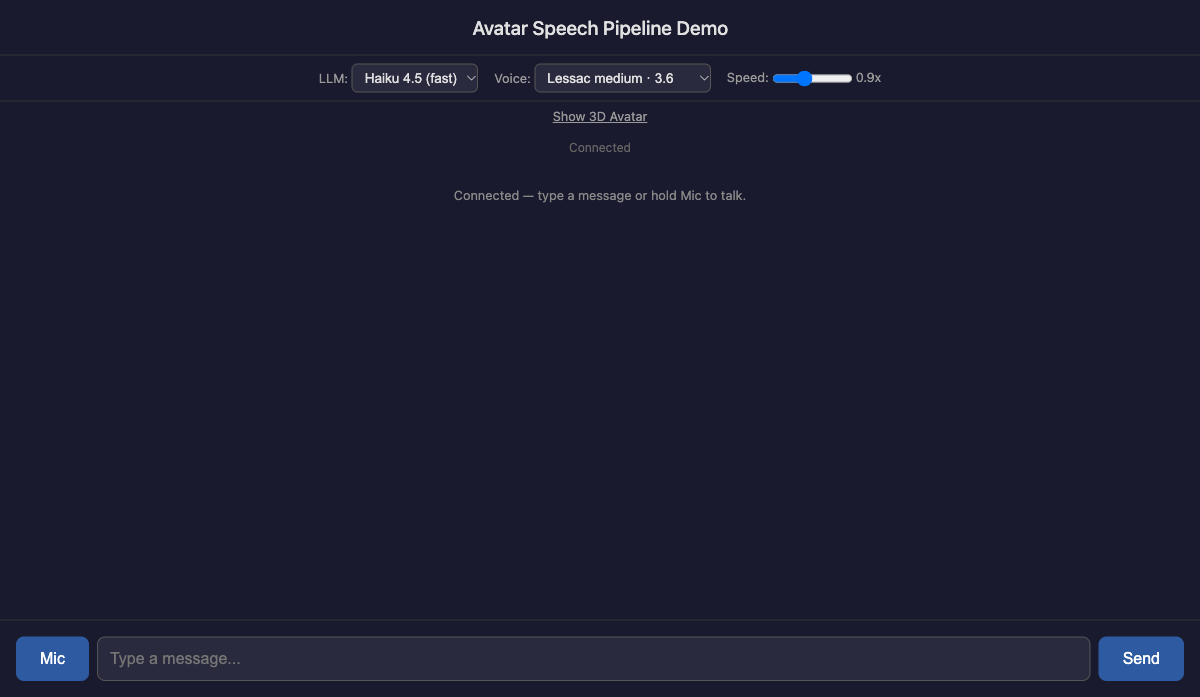 Avatar Speech Pipeline Demo
LLM: Haiku 4.5 (fast) Voice: Lessac medium · 3.6 Speed: 0.9x
Show 3D Avatar
Connected
Connected — type a message or hold Mic to talk.
Mic Type a message... Send